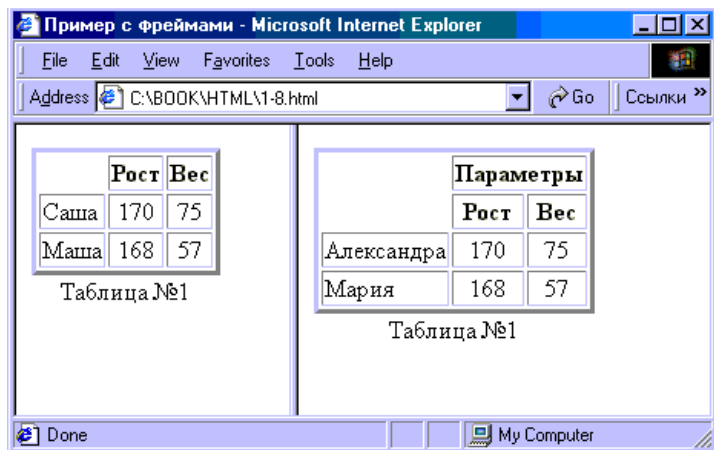 Пример с фреймами - Microsoft Internet Explorer
File Edit View Favorites Tools Help
Address C:\BOOK\HTML\1-8.html Go Ссылки »
Рост Вес
Саша 170 75
Маша 168 57
Таблица №1
Параметры
Рост Вес
Александра 170 75
Мария 168 57
Таблица №1
Done My Computer